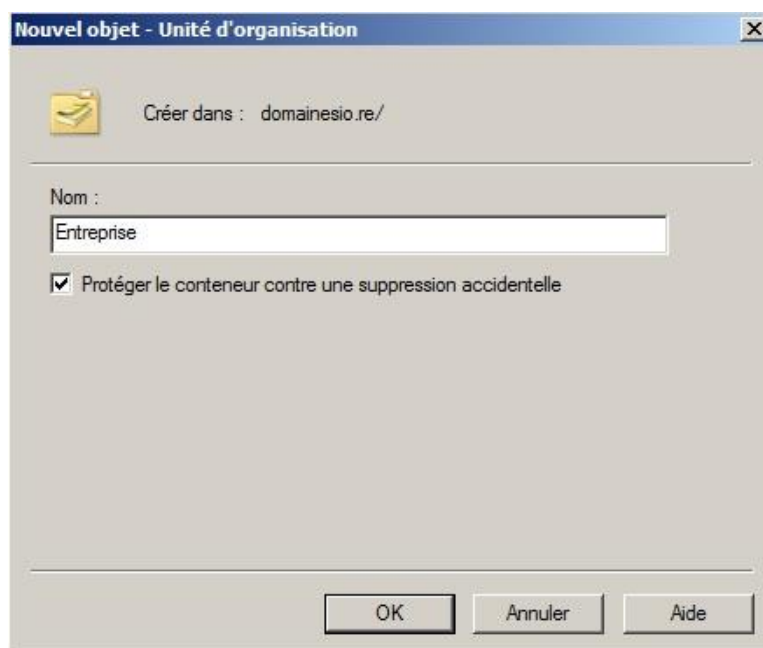 Nouvel objet - Unité d'organisation
Créer dans : domainesio.re/
Nom :
Entreprise
Protéger le conteneur contre une suppression accidentelle
OK Annuler Aide